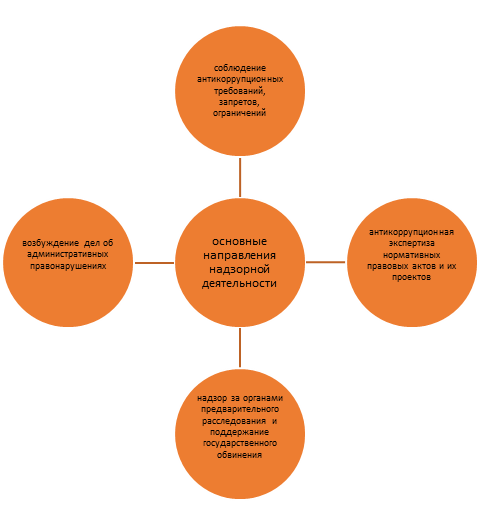 соблюдение
антикоррупционных
требований,
запретов,
ограничений
возбуждение дел об
административных
правонарушениях
основные
направления
надзорной
деятельности
антикоррупционная
экспертиза
нормативных
правовых актов и их
проектов
надзор за органами
предварительного
расследования и
поддержание
государственного
обвинения